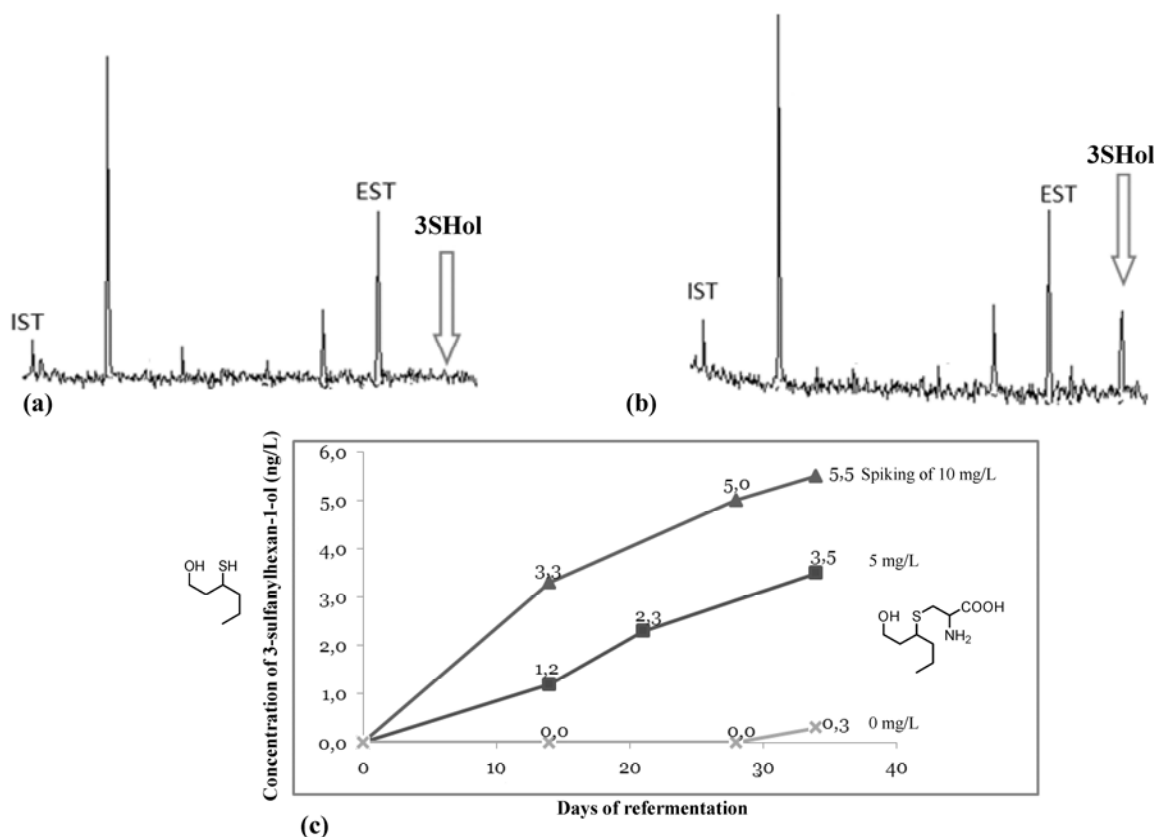 IST
EST
3SHol
(a)
IST
EST
3SHol
(b)
Concentration of 3-sulfanylhexan-1-ol (ng/L)
6,0
5,0
4,0
3,0
2,0
1,0
0,0
0
10
20
30
40
Days of refermentation
3,3
5,0
5,5
Spiking of 10 mg/L
1,2
2,3
3,5
5 mg/L
0,0
0,0
0,3
0 mg/L
OH
SH
OH
S
COOH
NH2
(c)